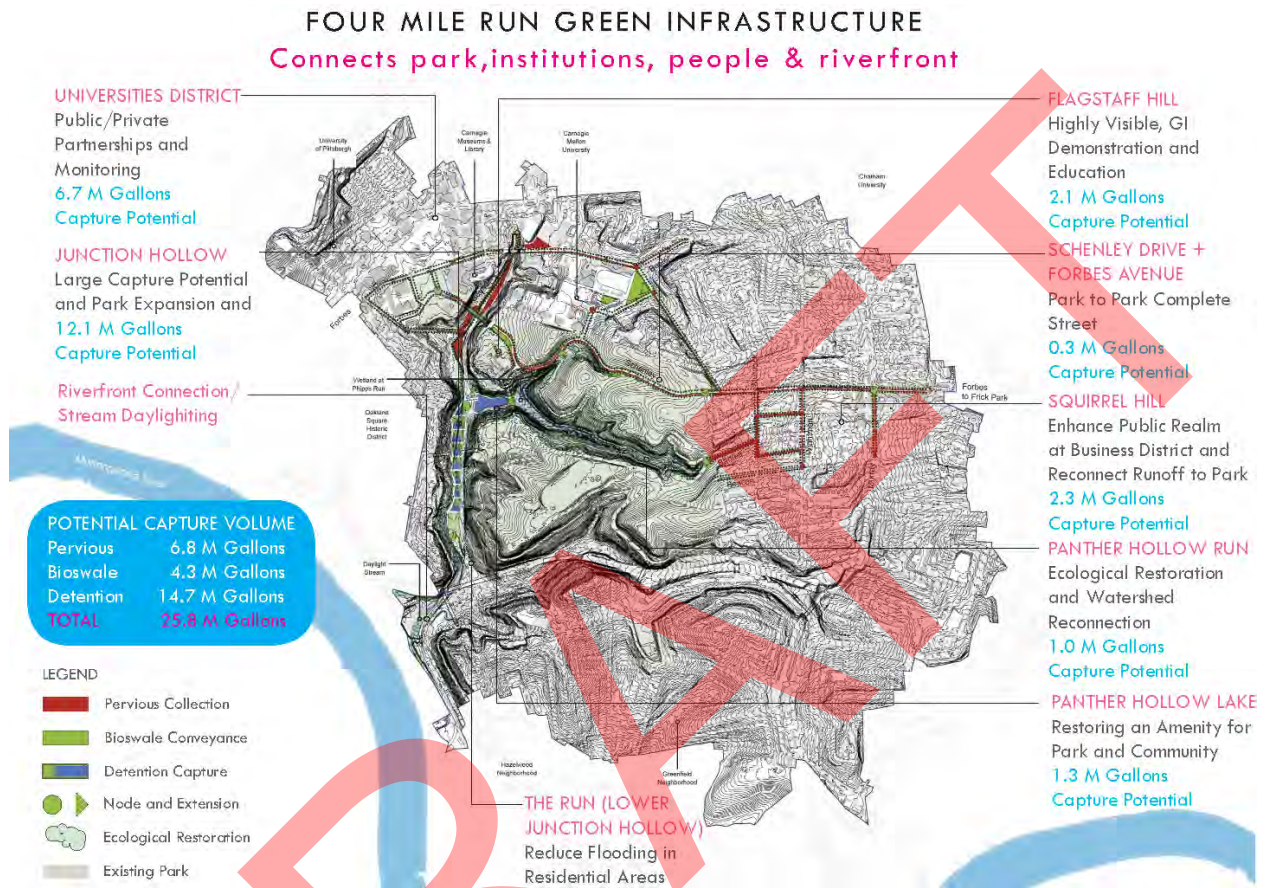 FOUR MILE RUN GREEN INFRASTRUCTURE
Connects park,institutions, people & riverfront
UNIVERSITIES DISTRICT
Public/Private
Partnerships and
Monitoring
6.7 M Gallons
Capture Potential
JUNCTION HOLLOW
Large Capture Potential
and Park Expansion and
12.1 M Gallons
Capture Potential
Riverfront Connection/
Stream Daylighiting
POTENTIAL CAPTURE VOLUME
Pervious 6.8 M Gallons
Bioswale 4.3 M Gallons
Detention 14.7 M Gallons
TOTAL 25.8 M Gallons
LEGEND
Pervious Collection
Bioswale Conveyance
Detention Capture
Node and Extension
Ecological Restoration
Existing Park
University
of Pittsburgh
Carnegie
Museums &
Library
Carnegie
Mellon
University
Chatham
University
Forbes
Wetland at
Phipps Run
Oakland
Square
Historic
District
Monongahela River
Daylight
Stream
Forbes
to Frick Park
Hazelwood
Neighborhood
Greenfield
Neighborhood
THE RUN (LOWER
JUNCTION HOLLOW)
Reduce Flooding in
Residential Areas
FLAGSTAFF HILL
Highly Visible, GI
Demonstration and
Education
2.1 M Gallons
Capture Potential
SCHENLEY DRIVE +
FORBES AVENUE
Park to Park Complete
Street
0.3 M Gallons
Capture Potential
SQUIRREL HILL
Enhance Public Realm
at Business District and
Reconnect Runoff to Park
2.3 M Gallons
Capture Potential
PANTHER HOLLOW RUN
Ecological Restoration
and Watershed
Reconnection
1.0 M Gallons
Capture Potential
PANTHER HOLLOW LAKE
Restoring an Amenity for
Park and Community
1.3 M Gallons
Capture Potential
DRAFT